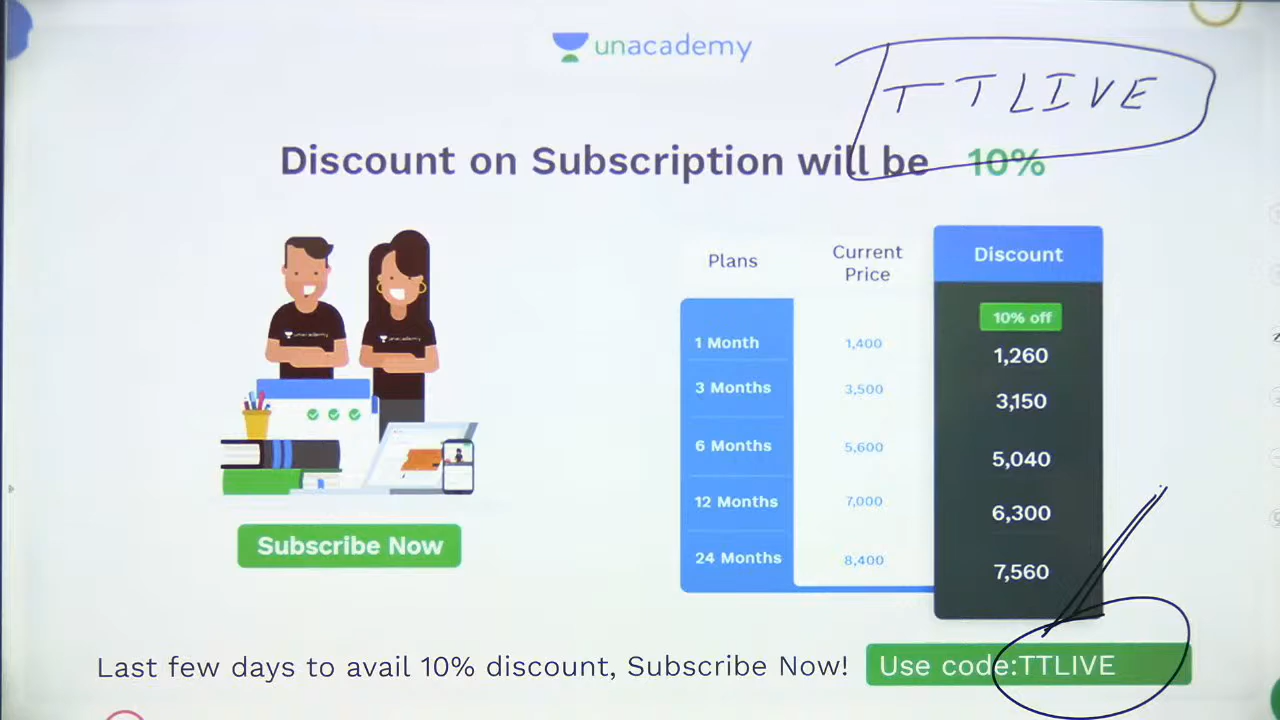 unacademy
TTLIVE
Discount on Subscription will be 10%
Plans Current Price Discount
10% off
1 Month 1,400 1,260
3 Months 3,500 3,150
6 Months 5,600 5,040
12 Months 7,000 6,300
24 Months 8,400 7,560
unacademy unacademy
Subscribe Now
Last few days to avail 10% discount, Subscribe Now! Use code:TTLIVE